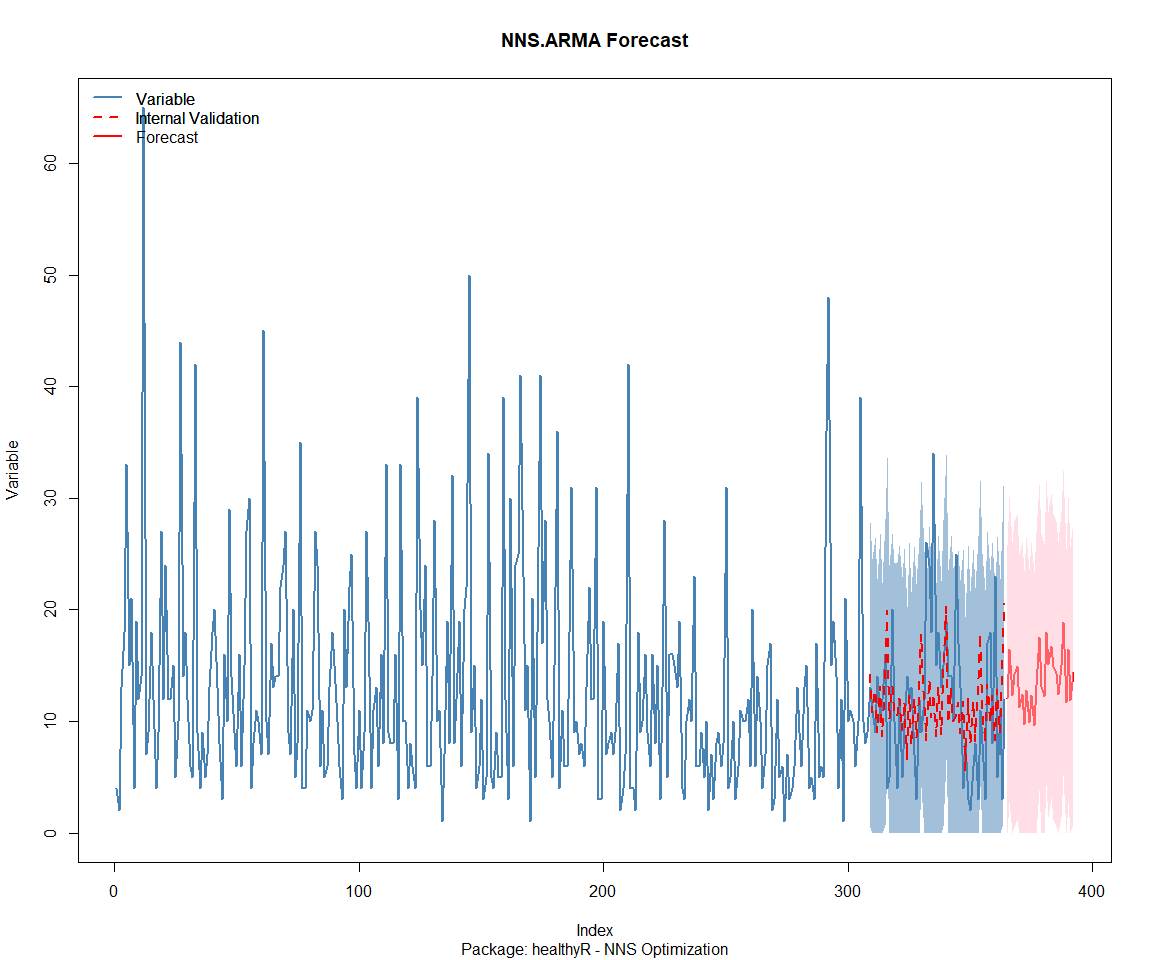 NNS.ARMA Forecast
Variable
Internal Validation
Forecast
60
50
40
30
20
10
0
Variable
0 100 200 300 400
Index
Package: healthyR - NNS Optimization